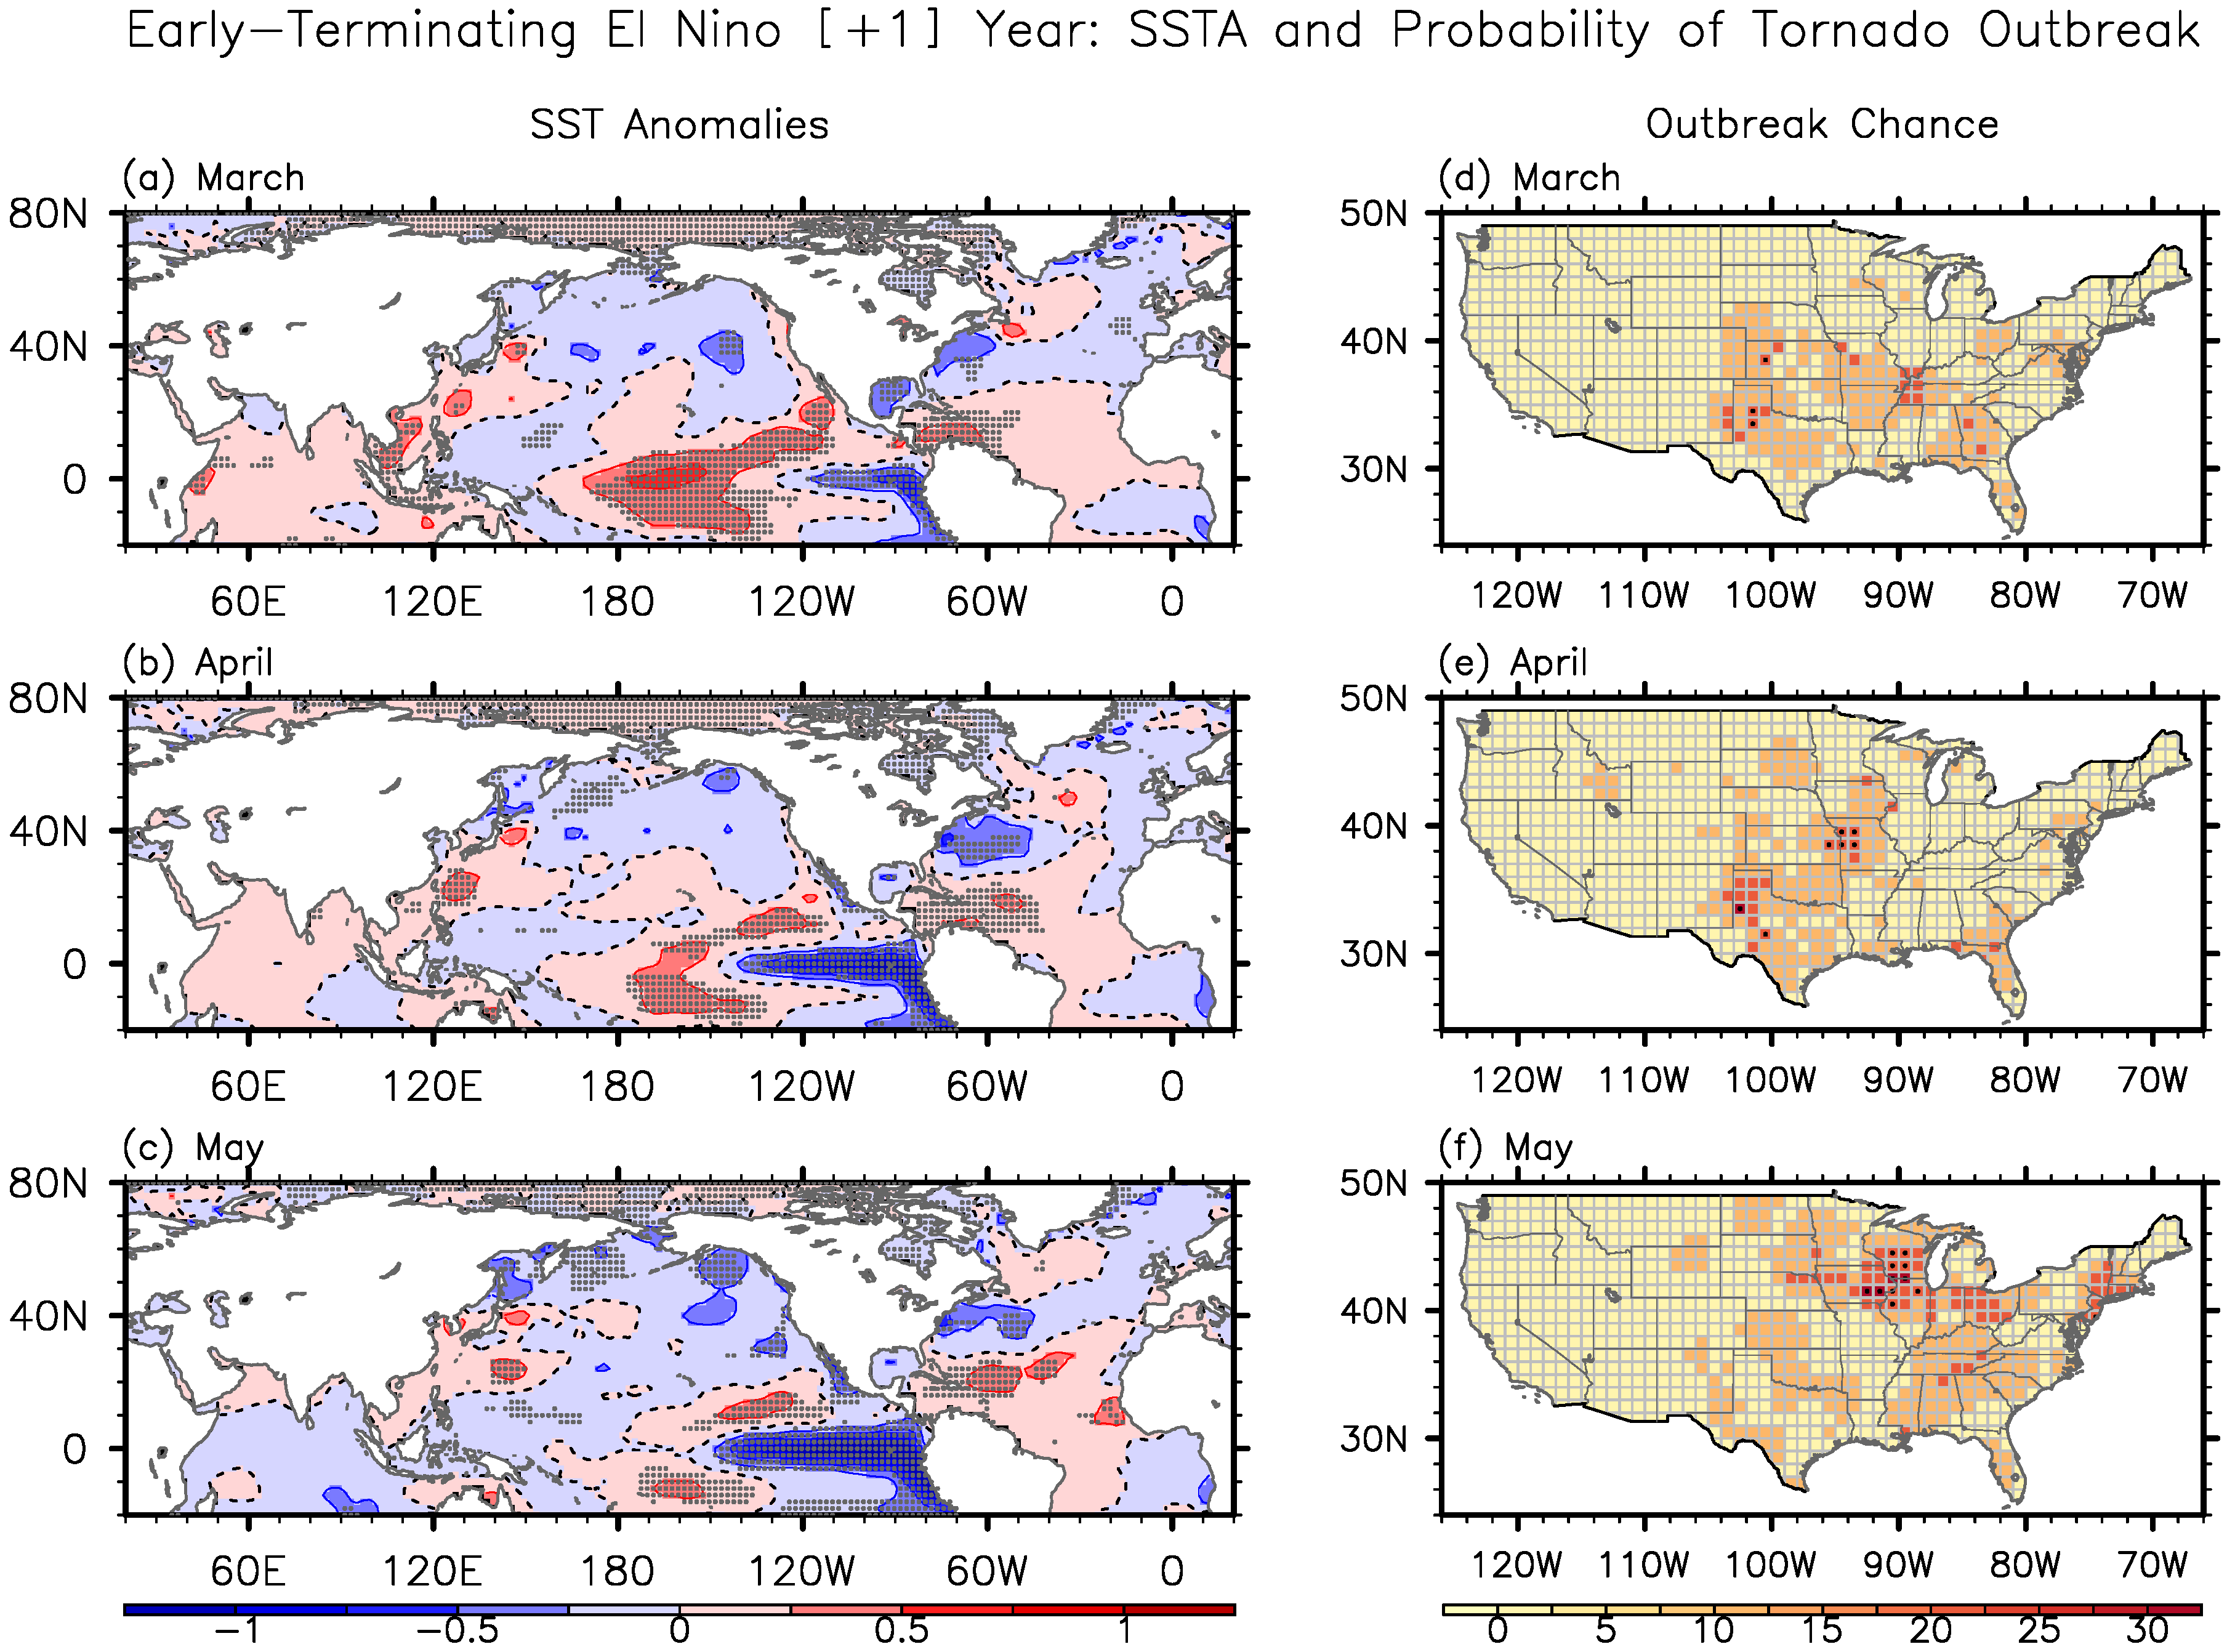 Early-Terminating El Nino [+1] Year: SSTA and Probability of Tornado Outbreak
SST Anomalies
Outbreak Chance
(a) March
80N
40N
0
60E 120E 180 120W 60W 0
(d) March
50N
40N
30N
120W 110W 100W 90W 80W 70W
(b) April
80N
40N
0
60E 120E 180 120W 60W 0
(e) April
50N
40N
30N
120W 110W 100W 90W 80W 70W
(c) May
80N
40N
0
60E 120E 180 120W 60W 0
-1 -0.5 0 0.5 1
(f) May
50N
40N
30N
120W 110W 100W 90W 80W 70W
0 5 10 15 20 25 30